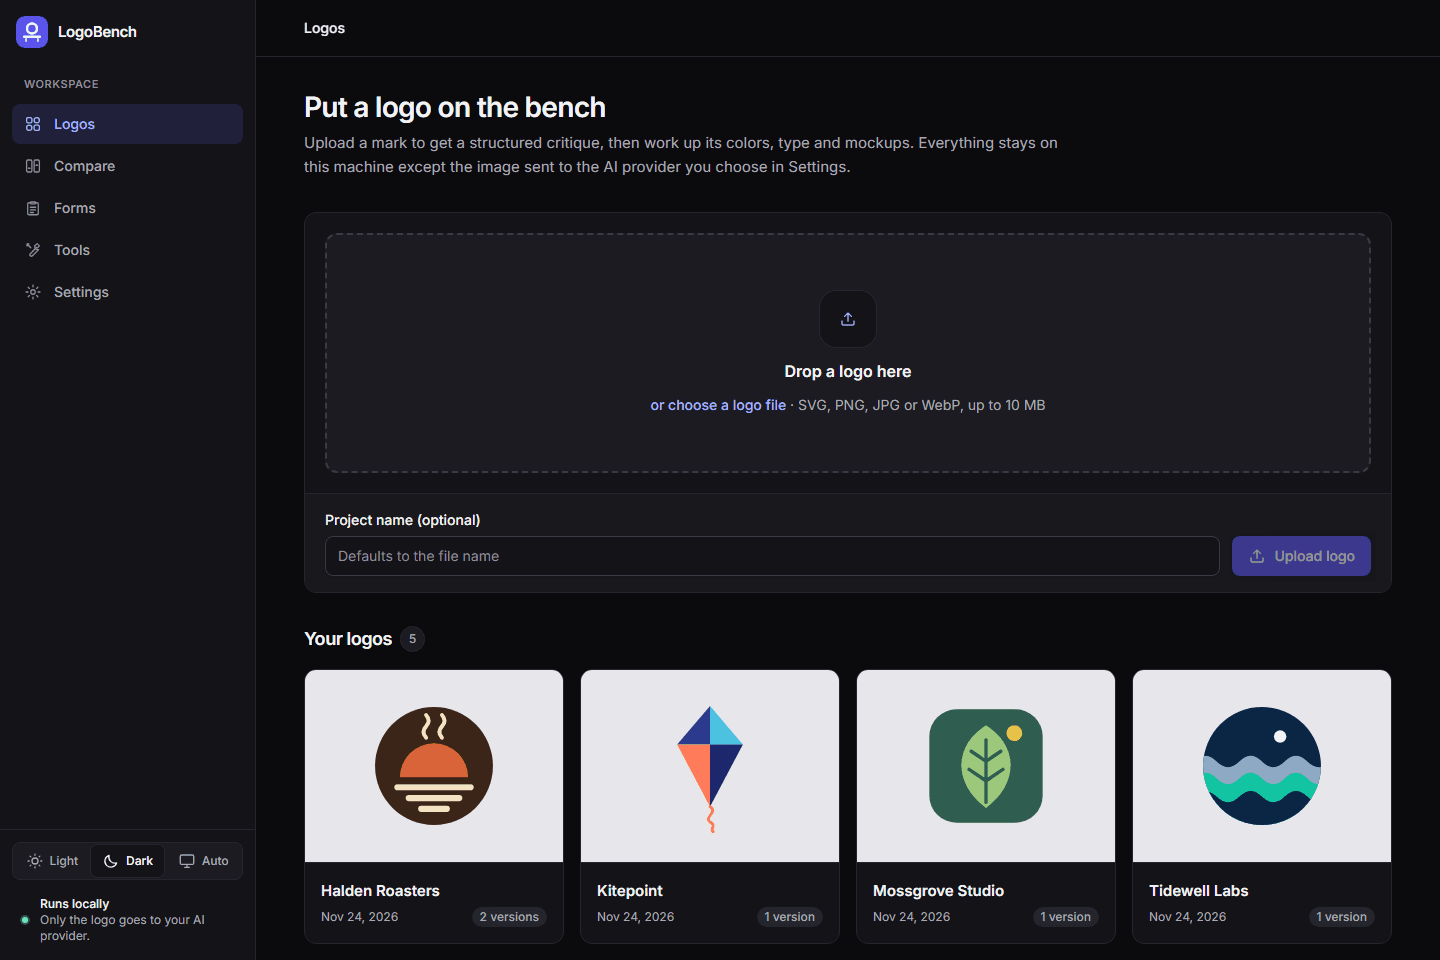 LogoBench
WORKSPACE
Logos
Compare
Forms
Tools
Settings
Light
Dark
Auto
Runs locally
Only the logo goes to your AI
provider.
Logos
Put a logo on the bench
Upload a mark to get a structured critique, then work up its colors, type and mockups. Everything stays on
this machine except the image sent to the AI provider you choose in Settings.
Drop a logo here
or choose a logo file · SVG, PNG, JPG or WebP, up to 10 MB
Project name (optional)
Defaults to the file name
Upload logo
Your logos 5
Halden Roasters
Nov 24, 2026 2 versions
Kitepoint
Nov 24, 2026 1 version
Mossgrove Studio
Nov 24, 2026 1 version
Tidewell Labs
Nov 24, 2026 1 version